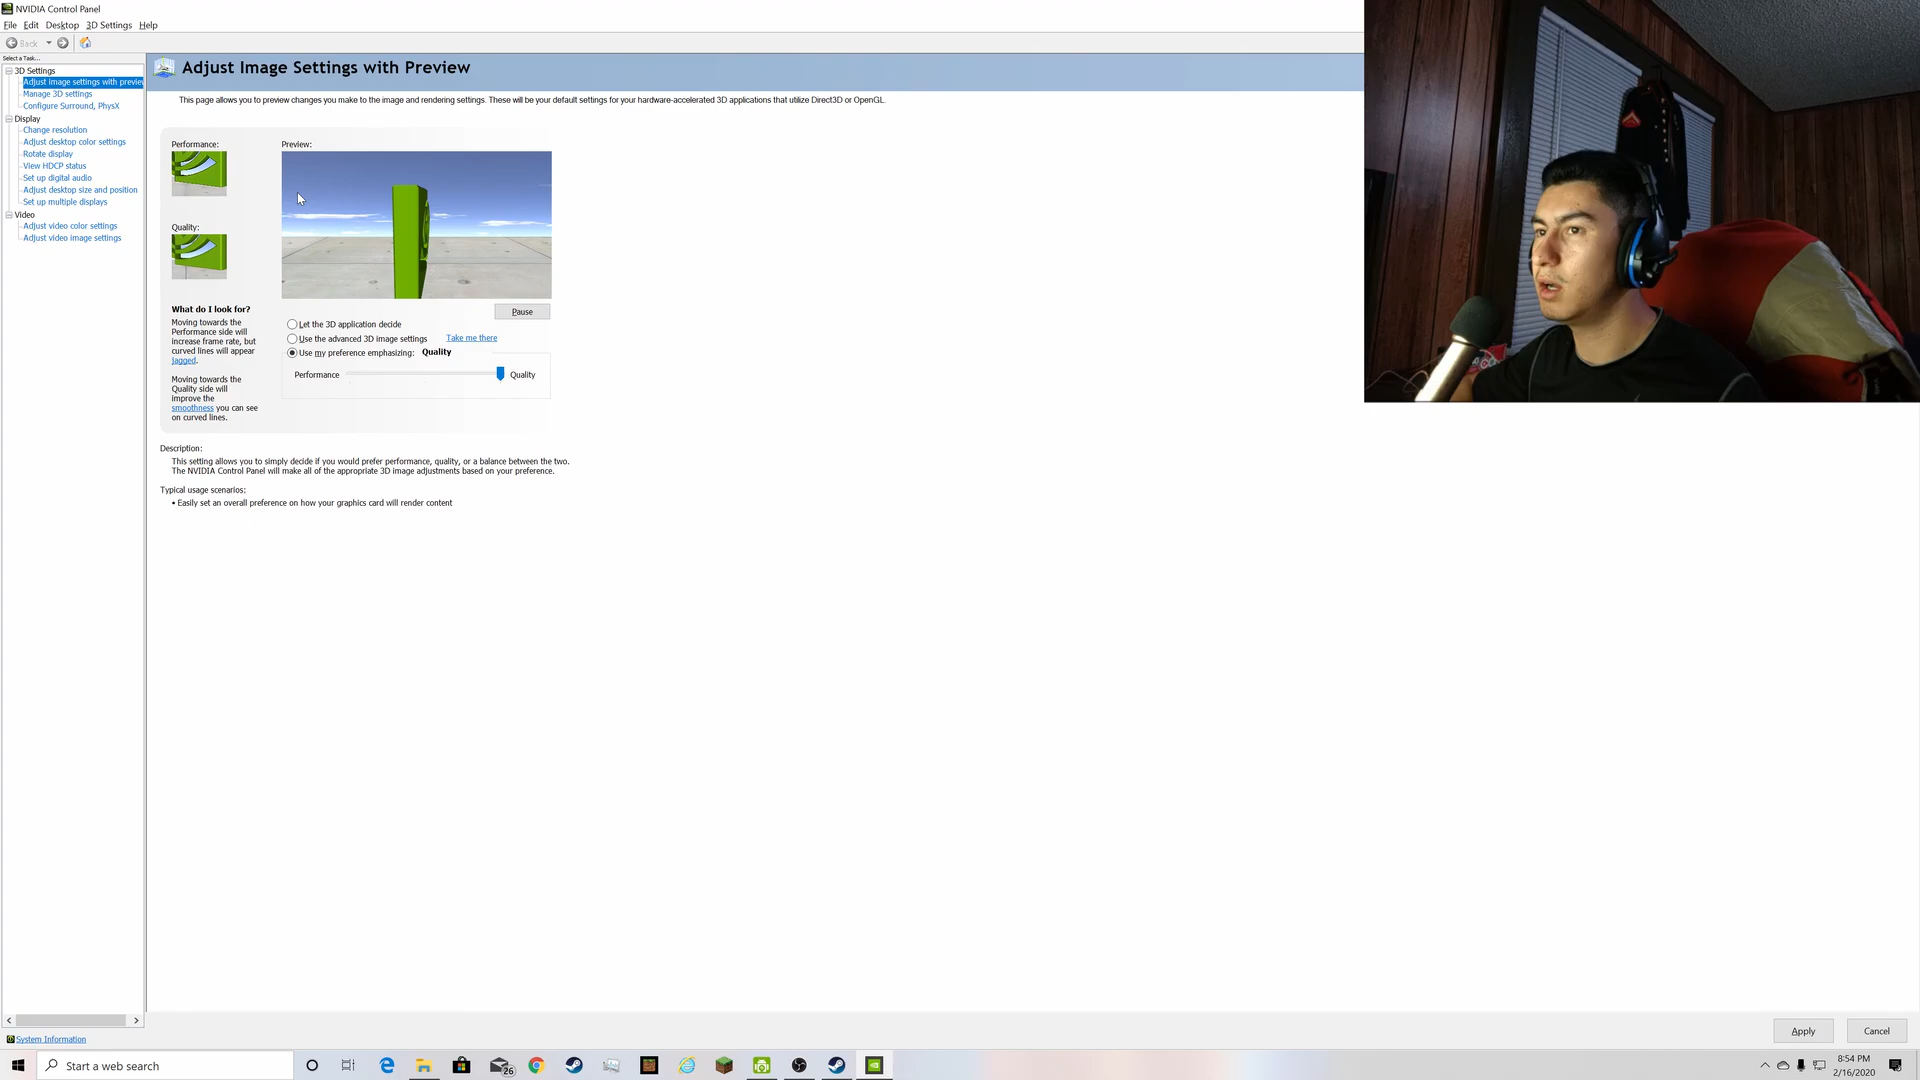 NVIDIA Control Panel
File Edit Desktop 3D Settings Help
Back
Select a Task...
3D Settings
Adjust image settings with preview
Manage 3D settings
Configure Surround, PhysX
Display
Change resolution
Adjust desktop color settings
Rotate display
View HDCP status
Set up digital audio
Adjust desktop size and position
Set up multiple displays
Video
Adjust video color settings
Adjust video image settings
System Information
Adjust Image Settings with Preview
This page allows you to preview changes you make to the image and rendering settings. These will be your default settings for your hardware-accelerated 3D applications that utilize Direct3D or OpenGL.
Performance:
Quality:
What do I look for?
Moving towards the
Performance side will
increase frame rate, but
curved lines will appear
jagged.
Moving towards the
Quality side will
improve the
smoothness you can see
on curved lines.
Preview:
Pause
Let the 3D application decide
Use the advanced 3D image settings Take me there
Use my preference emphasizing: Quality
Performance Quality
Description:
This setting allows you to simply decide if you would prefer performance, quality, or a balance between the two.
The NVIDIA Control Panel will make all of the appropriate 3D image adjustments based on your preference.
Typical usage scenarios:
• Easily set an overall preference on how your graphics card will render content
Apply Cancel
Start a web search
26
8:54 PM
2/16/2020